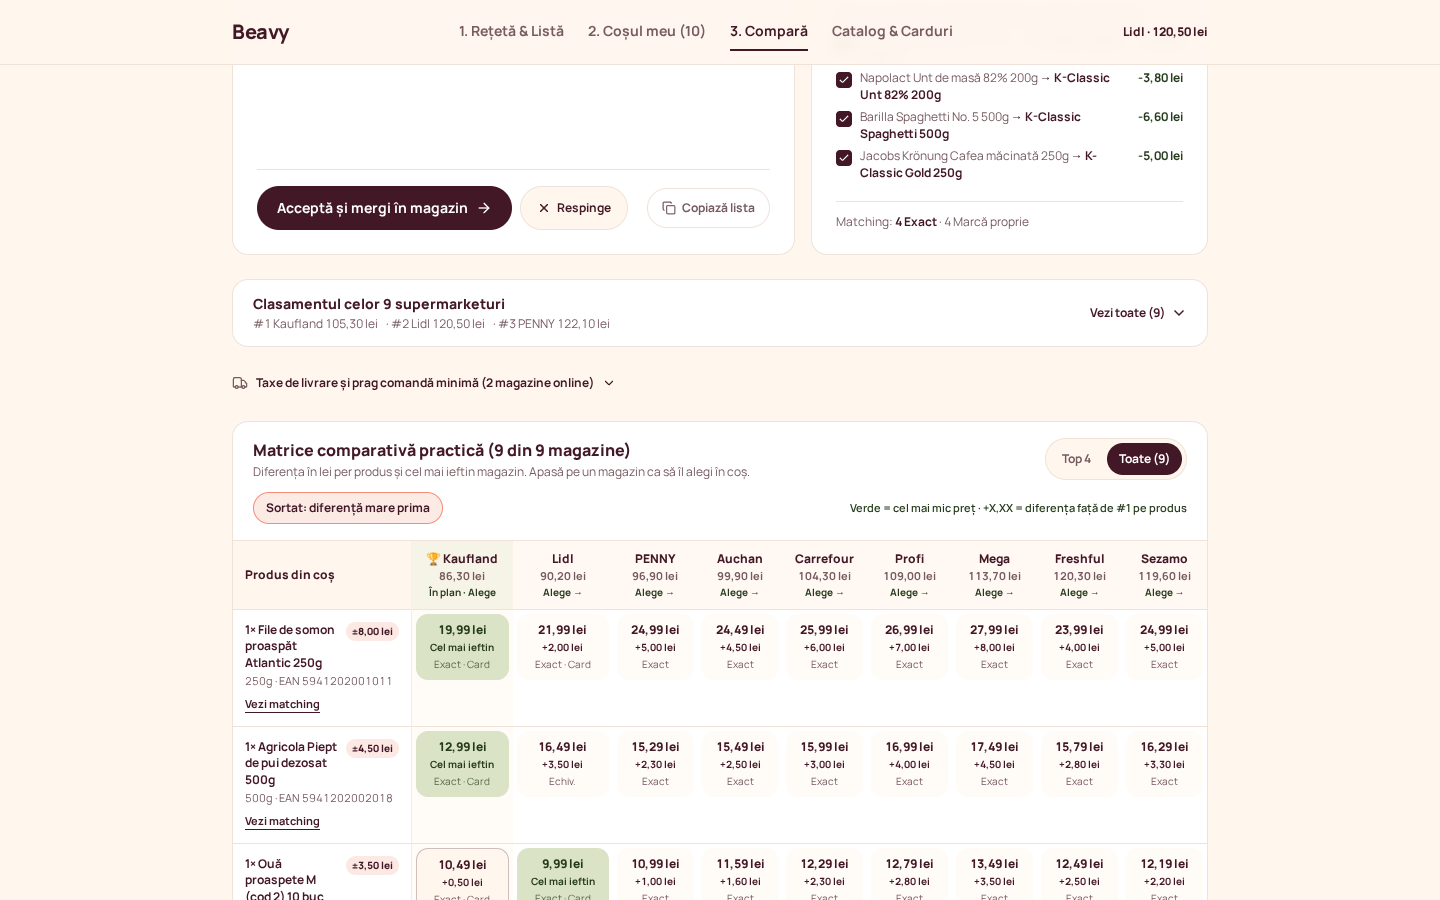 Beavy
1. Rețetă & Listă
2. Coșul meu (10)
3. Compară
Catalog & Carduri
Lidl · 120,50 lei
Acceptă și mergi în magazin →
Respinge
Copiază lista
Napolact Unt de masă 82% 200g → K-Classic Unt 82% 200g -3,80 lei
Barilla Spaghetti No. 5 500g → K-Classic Spaghetti 500g -6,60 lei
Jacobs Krönung Cafea măcinată 250g → K-Classic Gold 250g -5,00 lei
Matching: 4 Exact · 4 Marcă proprie
Clasamentul celor 9 supermarketuri
#1 Kaufland 105,30 lei · #2 Lidl 120,50 lei · #3 PENNY 122,10 lei
Vezi toate (9)
Taxe de livrare și prag comandă minimă (2 magazine online)
Matrice comparativă practică (9 din 9 magazine)
Diferența în lei per produs și cel mai ieftin magazin. Apasă pe un magazin ca să îl alegi în coș.
Top 4
Toate (9)
Sortat: diferență mare prima
Verde = cel mai mic preț · +X,XX = diferența față de #1 pe produs
Produs din coș
🏆 Kaufland Lidl PENNY Auchan Carrefour Profi Mega Freshful Sezamo
86,30 lei 90,20 lei 96,90 lei 99,90 lei 104,30 lei 109,00 lei 113,70 lei 120,30 lei 119,60 lei
În plan · Alege Alege → Alege → Alege → Alege → Alege → Alege → Alege → Alege →
1× File de somon proaspăt Atlantic 250g
±8,00 lei
250g · EAN 5941202001011
Vezi matching
19,99 lei 21,99 lei 24,99 lei 24,49 lei 25,99 lei 26,99 lei 27,99 lei 23,99 lei 24,99 lei
Cel mai ieftin +2,00 lei +5,00 lei +4,50 lei +6,00 lei +7,00 lei +8,00 lei +4,00 lei +5,00 lei
Exact · Card Exact · Card Exact Exact Exact Exact Exact Exact Exact
1× Agricola Piept de pui dezosat 500g
±4,50 lei
500g · EAN 5941202002018
Vezi matching
12,99 lei 16,49 lei 15,29 lei 15,49 lei 15,99 lei 16,99 lei 17,49 lei 15,79 lei 16,29 lei
Cel mai ieftin +3,50 lei +2,30 lei +2,50 lei +3,00 lei +4,00 lei +4,50 lei +2,80 lei +3,30 lei
Exact · Card Echiv. Exact Exact Exact Exact Exact Exact Exact
1× Ouă proaspete M (cod 2) 10 buc
±3,50 lei
10,49 lei 9,99 lei 10,99 lei 11,59 lei 12,29 lei 12,79 lei 13,49 lei 12,49 lei 12,19 lei
+0,50 lei Cel mai ieftin +1,00 lei +1,60 lei +2,30 lei +2,80 lei +3,50 lei +2,50 lei +2,20 lei
Exact · Card Exact · Card Exact Exact Exact Exact Exact Exact Exact